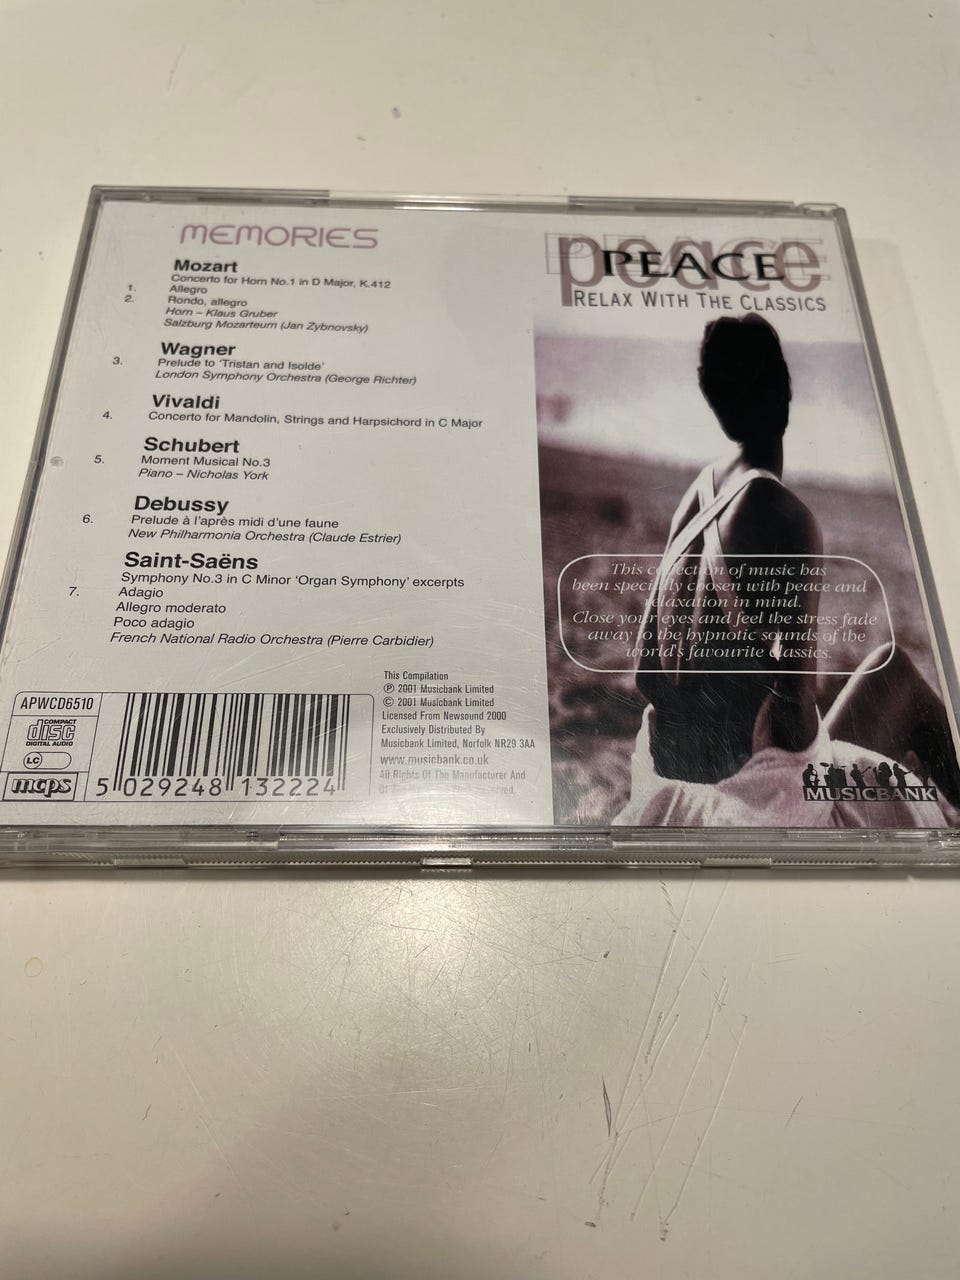 MEMORIES
Mozart
Concerto for Horn No.1 in D Major, K.412
1. Allegro
2. Rondo, allegro
Horn – Klaus Gruber
Salzburg Mozarteum (Jan Zybnovsky)
Wagner
3. Prelude to 'Tristan and Isolde'
London Symphony Orchestra (George Richter)
Vivaldi
4. Concerto for Mandolin, Strings and Harpsichord in C Major
Schubert
5. Moment Musical No.3
Piano – Nicholas York
Debussy
6. Prelude à l'après midi d'une faune
New Philharmonia Orchestra (Claude Estrier)
Saint-Saëns
Symphony No.3 in C Minor 'Organ Symphony' excerpts
7. Adagio
Allegro moderato
Poco adagio
French National Radio Orchestra (Pierre Carbidier)
APWCD6510
COMPACT
disc
DIGITAL AUDIO
LC
mcps
5 029248 132224
This Compilation
℗ 2001 Musicbank Limited
© 2001 Musicbank Limited
Licensed From Newsound 2000
Exclusively Distributed By
Musicbank Limited, Norfolk NR29 3AA
www.musicbank.co.uk
All Rights Of The Manufacturer And
Of The
PEACE
peace
PEACE
RELAX WITH THE CLASSICS
This collection of music has
been specially chosen with peace and
relaxation in mind.
Close your eyes and feel the stress fade
away to the hypnotic sounds of the
world's favourite classics.
MUSICBANK